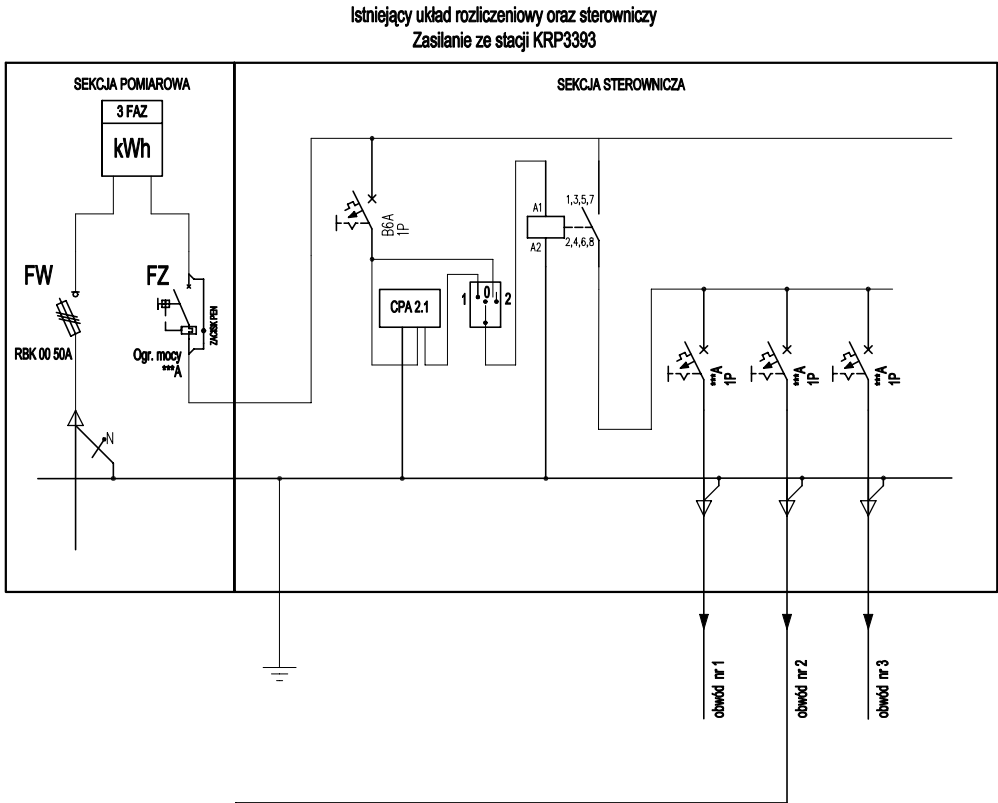 Istniejący układ rozliczeniowy oraz sterowniczy
Zasilanie ze stacji KRP3393
SEKCJA POMIAROWA
SEKCJA STEROWNICZA
3 FAZ
kWh
FW
RBK 00 50A
FZ
Ogr. mocy
***A
ZACISK PEN
N
B6A
1P
CPA 2.1
1
0
2
A1
A2
1,3,5,7
2,4,6,8
***A
1P
***A
1P
***A
1P
obwód nr 1
obwód nr 2
obwód nr 3